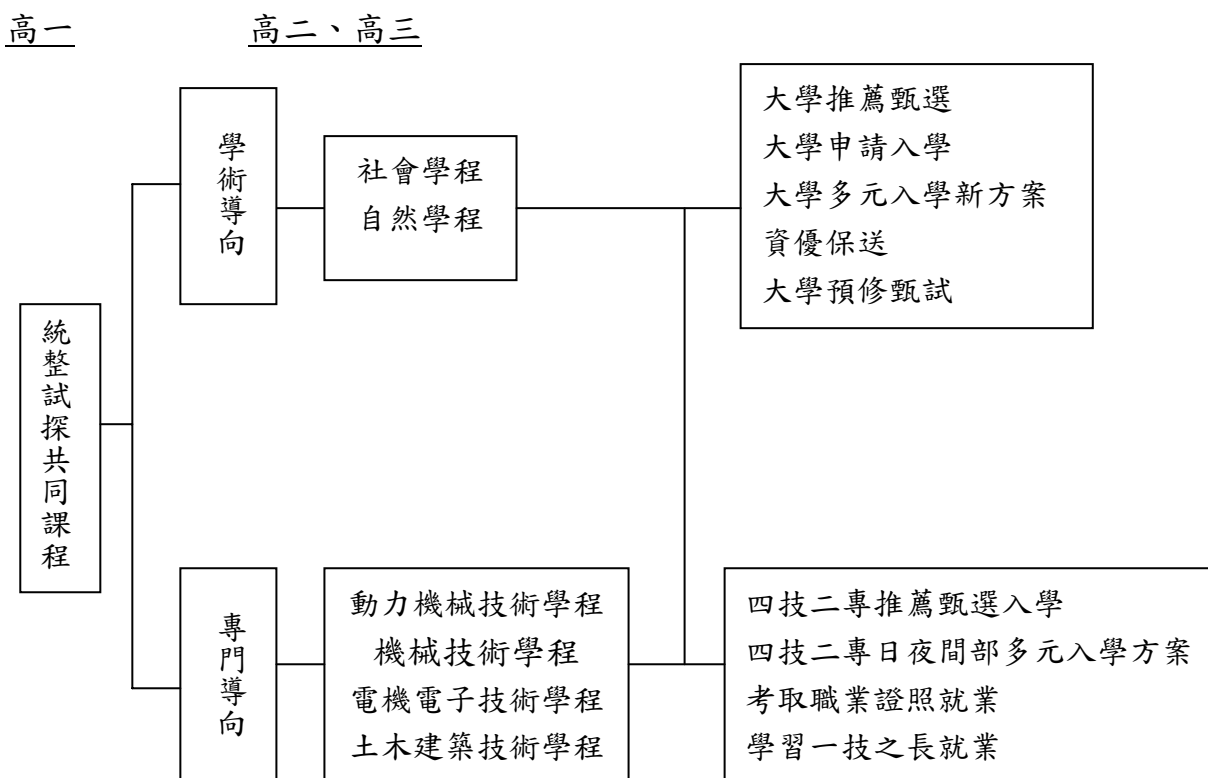 高一
高二、高三
統整試探共同課程
學術導向
社會學程
自然學程
大學推薦甄選
大學申請入學
大學多元入學新方案
資優保送
大學預修甄試
專門導向
動力機械技術學程
機械技術學程
電機電子技術學程
土木建築技術學程
四技二專推薦甄選入學
四技二專日夜間部多元入學方案
考取職業證照就業
學習一技之長就業